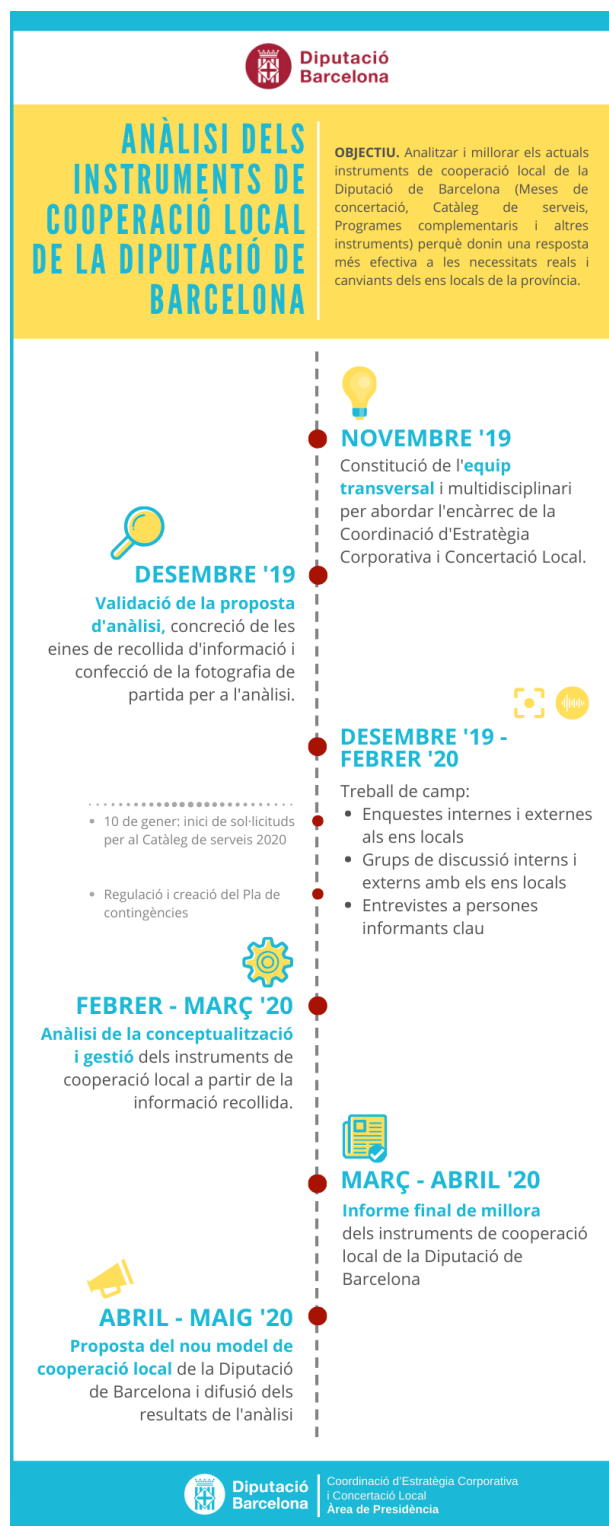 Diputació
Barcelona
ANÀLISI DELS
INSTRUMENTS DE
COOPERACIÓ LOCAL
DE LA DIPUTACIÓ DE
BARCELONA
OBJECTIU. Analitzar i millorar els actuals
instruments de cooperació local de la
Diputació de Barcelona (Meses de
concertació, Catàleg de serveis,
Programes complementaris i altres
instruments) perquè donin una resposta
més efectiva a les necessitats reals i
canviants dels ens locals de la província.
NOVEMBRE '19
Constitució de l'equip
transversal i multidisciplinari
per abordar l'encàrrec de la
Coordinació d'Estratègia
Corporativa i Concertació Local.
DESEMBRE '19
Validació de la proposta
d'anàlisi, concreció de les
eines de recollida d'informació i
confecció de la fotografia de
partida per a l'anàlisi.
DESEMBRE '19 -
FEBRER '20
Treball de camp:
• Enquestes internes i externes
als ens locals
• Grups de discussió interns i
externs amb els ens locals
• Entrevistes a persones
informants clau
• 10 de gener: inici de sol·licituds
per al Catàleg de serveis 2020
• Regulació i creació del Pla de
contingències
FEBRER - MARÇ '20
Anàlisi de la conceptualització
i gestió dels instruments de
cooperació local a partir de la
informació recollida.
MARÇ - ABRIL '20
Informe final de millora
dels instruments de cooperació
local de la Diputació de
Barcelona
ABRIL - MAIG '20
Proposta del nou model de
cooperació local de la Diputació
de Barcelona i difusió dels
resultats de l'anàlisi
Diputació
Barcelona
Coordinació d'Estratègia Corporativa
i Concertació Local
Àrea de Presidència